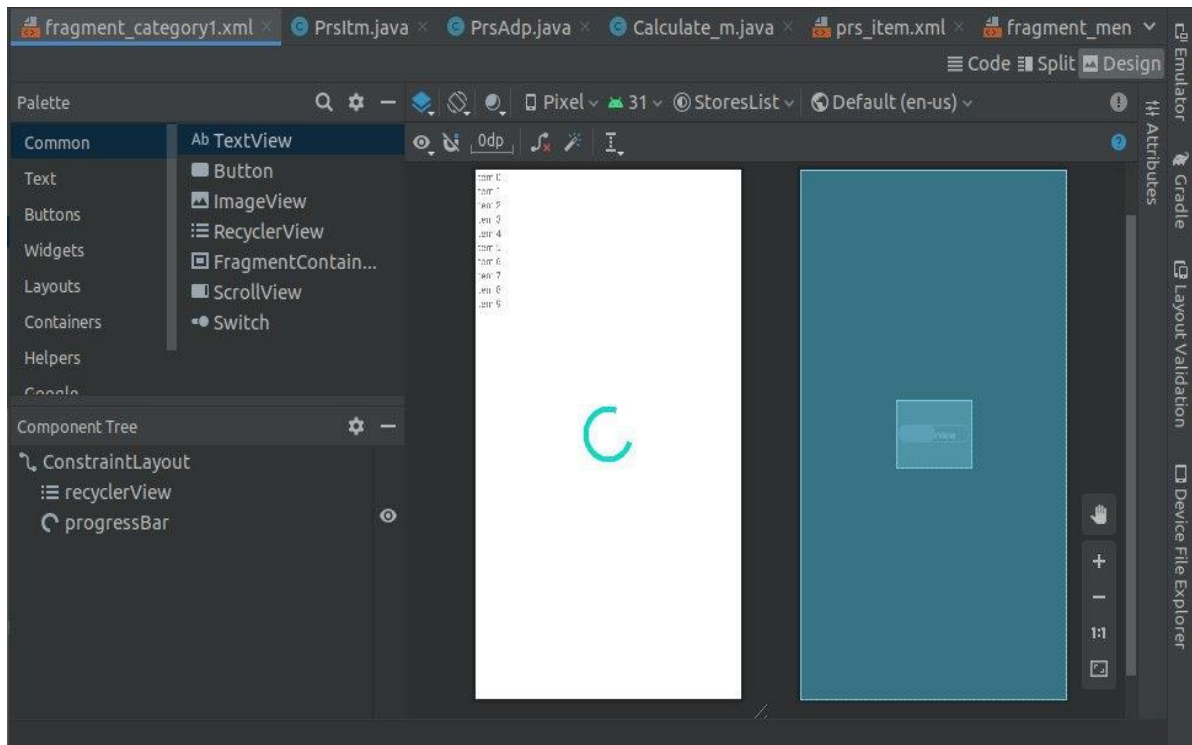 fragment_category1.xml PrsItm.java PrsAdp.java Calculate_m.java prs_item.xml fragment_men
Code Split Design
Palette Pixel 31 StoresList Default (en-us)
Common
Text
Buttons
Widgets
Layouts
Containers
Helpers
Google
Ab TextView
Button
ImageView
RecyclerView
FragmentContain...
ScrollView
Switch
0dp
Component Tree
ConstraintLayout
recyclerView
progressBar
1:1
Emulator
Attributes
Gradle
Layout Validation
Device File Explorer